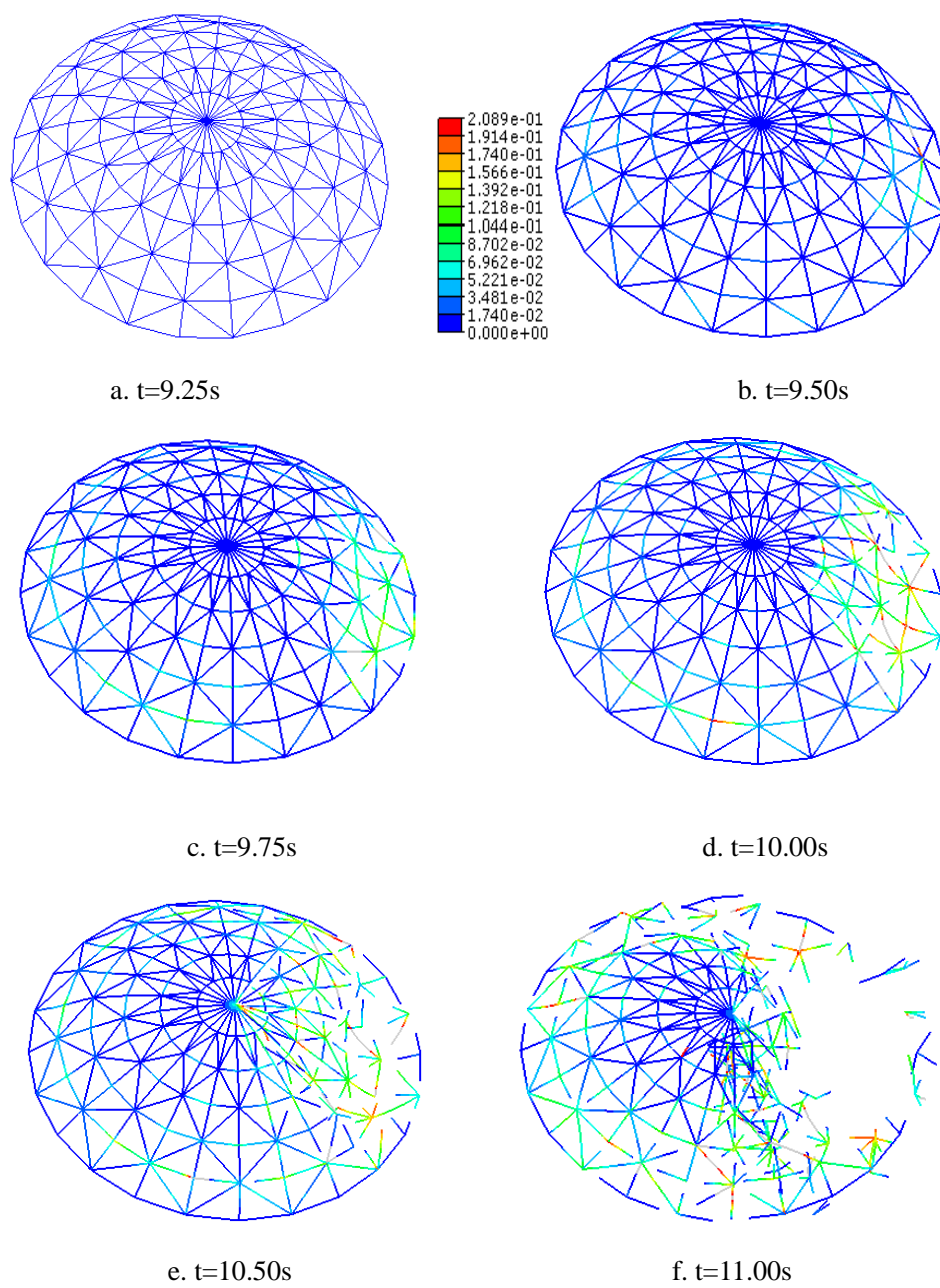 2.089e-01
1.914e-01
1.740e-01
1.566e-01
1.392e-01
1.218e-01
1.044e-01
8.702e-02
6.962e-02
5.221e-02
3.481e-02
1.740e-02
0.000e+00
a. t=9.25s
b. t=9.50s
c. t=9.75s
d. t=10.00s
e. t=10.50s
f. t=11.00s